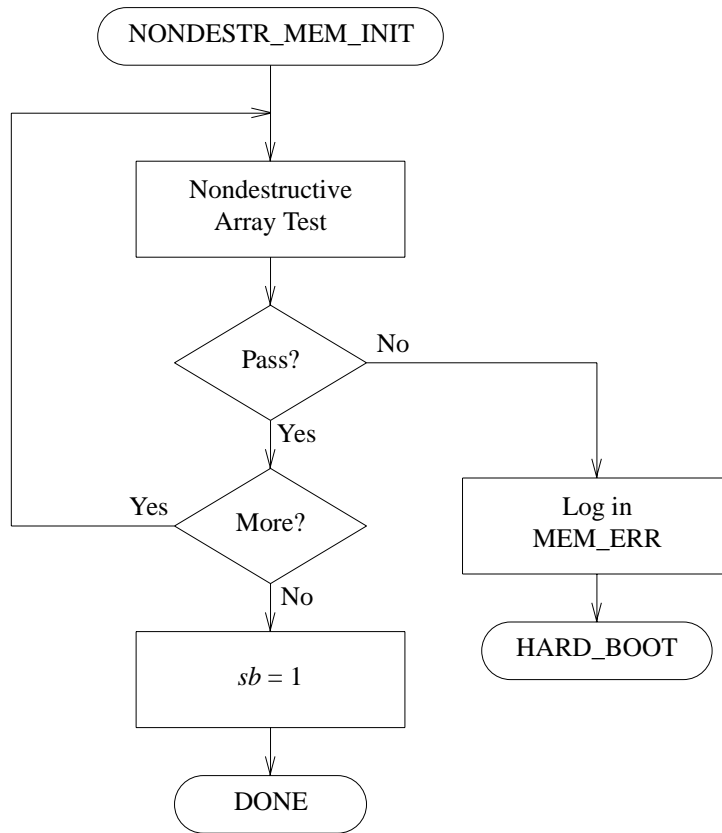 NONDESTR_MEM_INIT
Nondestructive
Array Test
Pass?
No
Yes
Yes
More?
Log in
MEM_ERR
No
HARD_BOOT
sb = 1
DONE